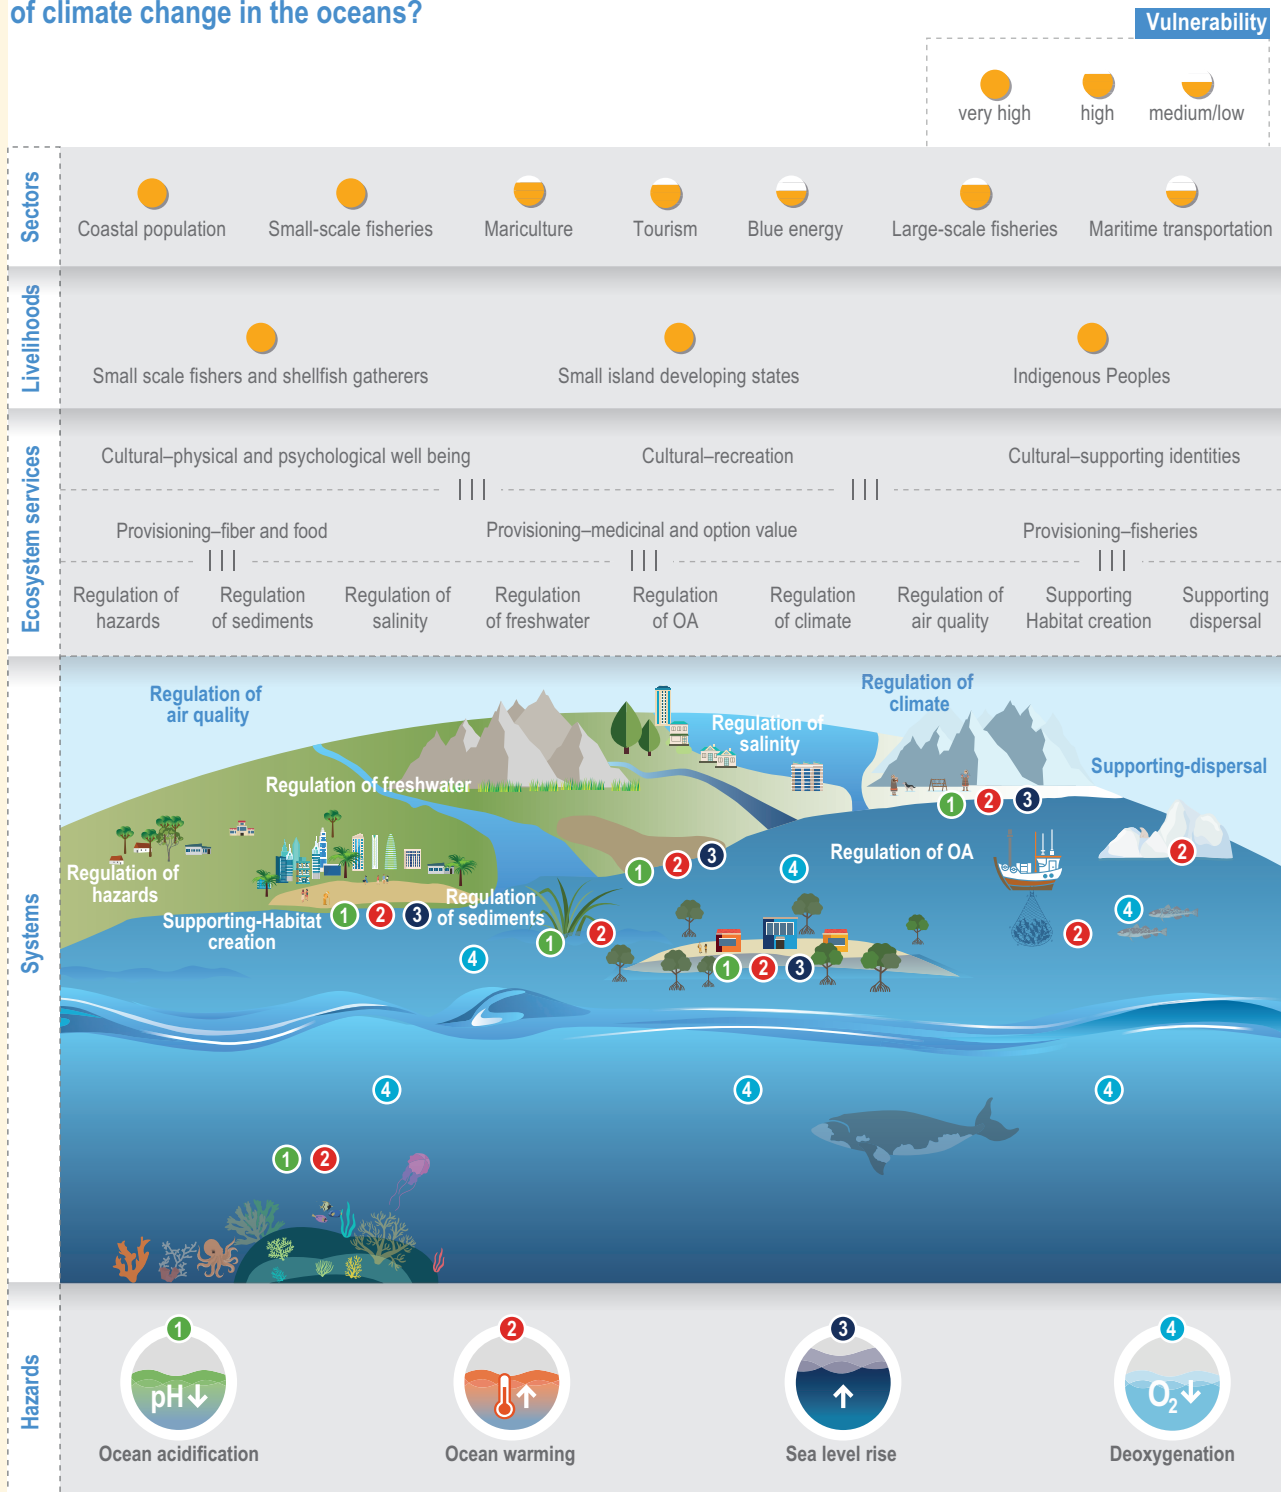 of climate change in the oceans?
Vulnerability
very high
high
medium/low
Sectors
Coastal population
Small-scale fisheries
Mariculture
Tourism
Blue energy
Large-scale fisheries
Maritime transportation
Livelihoods
Small scale fishers and shellfish gatherers
Small island developing states
Indigenous Peoples
Ecosystem services
Cultural–physical and psychological well being
Cultural–recreation
Cultural–supporting identities
Provisioning–fiber and food
Provisioning–medicinal and option value
Provisioning–fisheries
Regulation of
hazards
Regulation
of sediments
Regulation of
salinity
Regulation
of freshwater
Regulation
of OA
Regulation
of climate
Regulation of
air quality
Supporting
Habitat creation
Supporting
dispersal
Systems
Regulation of
air quality
Regulation of
climate
Regulation of
salinity
Supporting-dispersal
Regulation of freshwater
1 2 3
Regulation of OA
2
1 2 3
4
Regulation of
hazards
Regulation
of sediments
Supporting-Habitat
creation
1 2 3
4
1 2
1 2 3
2
4
4
4
4
1 2
Hazards
1
pH
Ocean acidification
2
Ocean warming
3
Sea level rise
4
O2
Deoxygenation